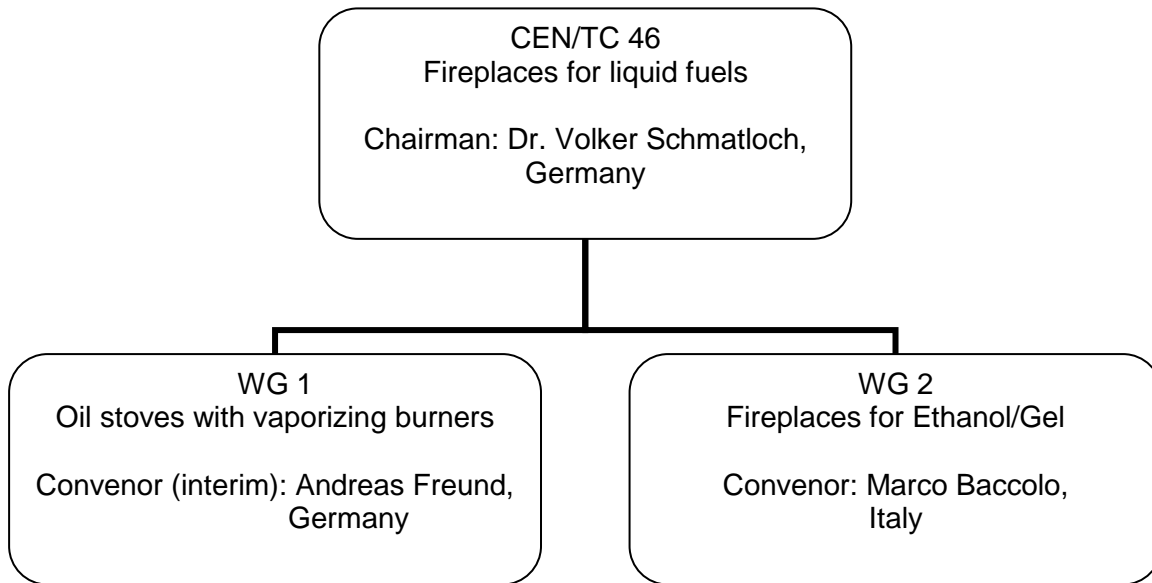 CEN/TC 46
Fireplaces for liquid fuels
Chairman: Dr. Volker Schmatloch,
Germany
WG 1
Oil stoves with vaporizing burners
Convenor (interim): Andreas Freund,
Germany
WG 2
Fireplaces for Ethanol/Gel
Convenor: Marco Baccolo,
Italy